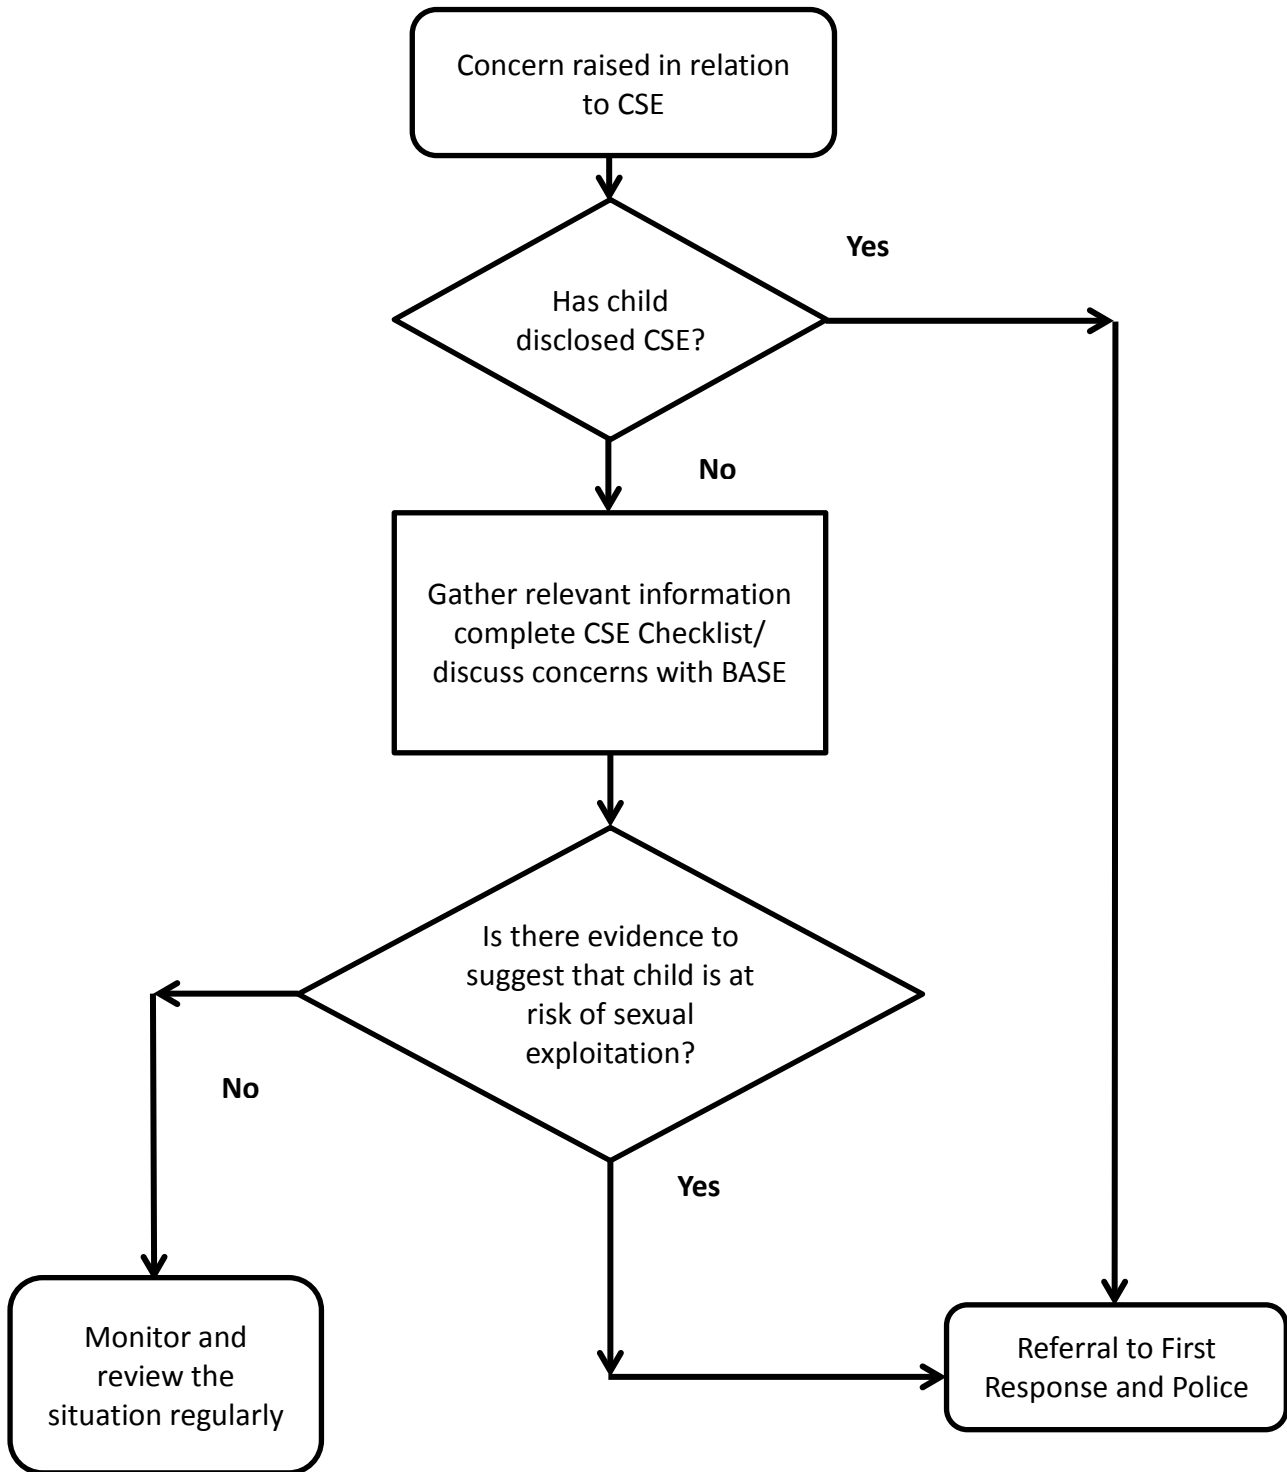 Concern raised in relation
to CSE
Yes
Has child
disclosed CSE?
No
Gather relevant information
complete CSE Checklist/
discuss concerns with BASE
Is there evidence to
suggest that child is at
risk of sexual
exploitation?
No
Yes
Monitor and
review the
situation regularly
Referral to First
Response and Police